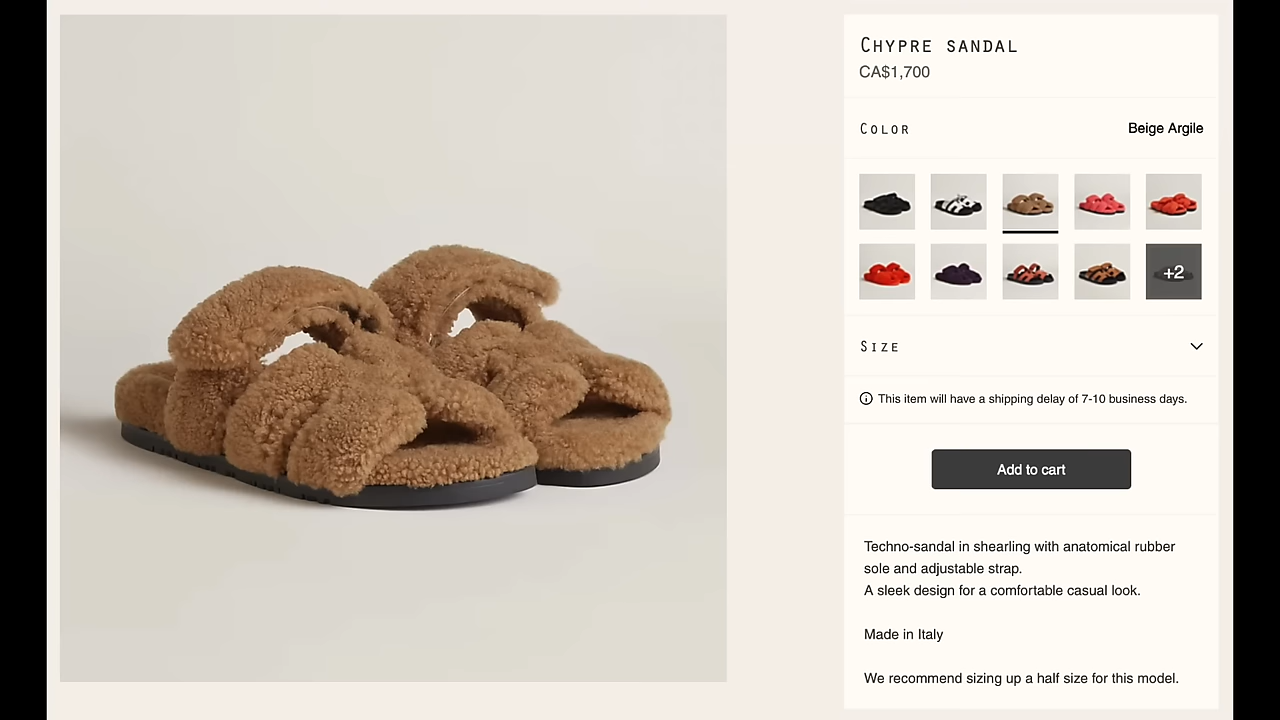 Chypre sandal
CA$1,700
Color
Beige Argile
+2
Size
This item will have a shipping delay of 7-10 business days.
Add to cart
Techno-sandal in shearling with anatomical rubber
sole and adjustable strap.
A sleek design for a comfortable casual look.
Made in Italy
We recommend sizing up a half size for this model.